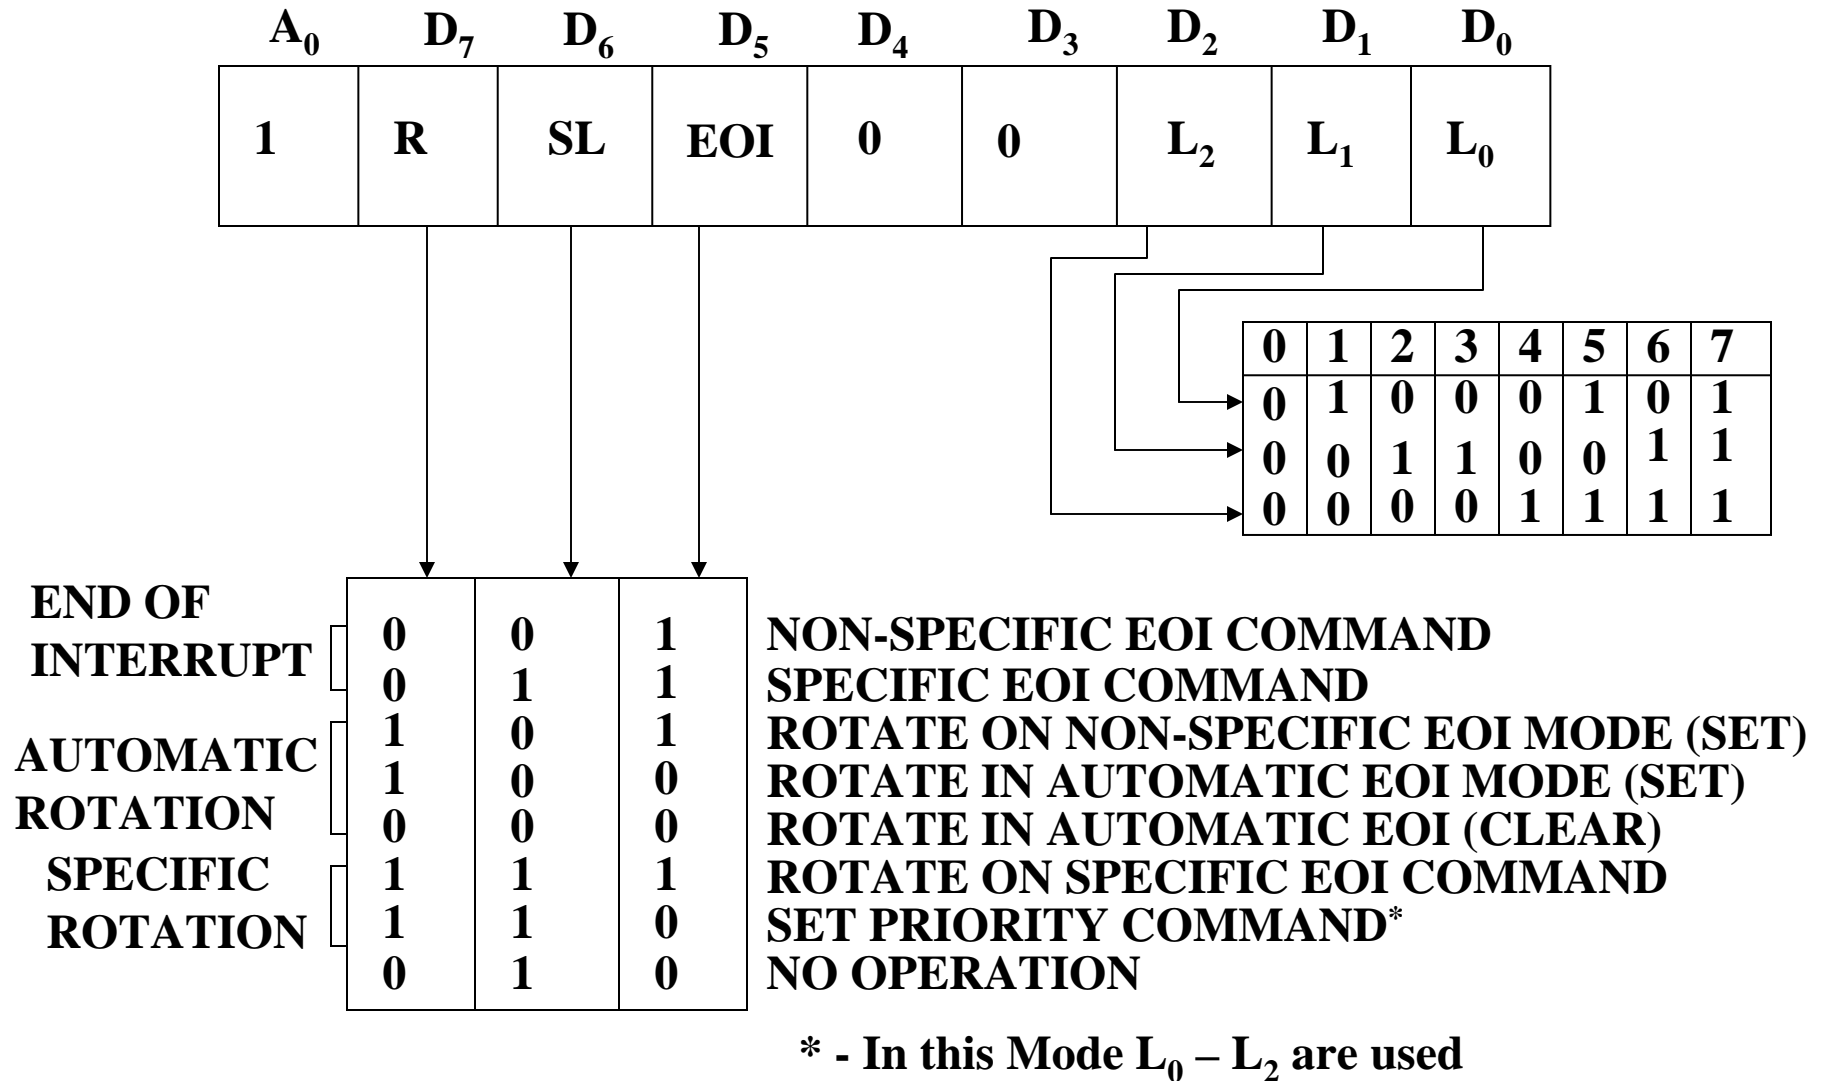 A₀ D₇ D₆ D₅ D₄ D₃ D₂ D₁ D₀
1 R SL EOI 0 0 L₂ L₁ L₀
0 1 2 3 4 5 6 7
0 1 0 0 0 1 0 1
0 0 1 1 0 0 1 1
0 0 0 0 1 1 1 1
END OF
INTERRUPT
0 0 1 NON-SPECIFIC EOI COMMAND
0 1 1 SPECIFIC EOI COMMAND
AUTOMATIC
ROTATION
1 0 1 ROTATE ON NON-SPECIFIC EOI MODE (SET)
1 0 0 ROTATE IN AUTOMATIC EOI MODE (SET)
0 0 0 ROTATE IN AUTOMATIC EOI (CLEAR)
SPECIFIC
ROTATION
1 1 1 ROTATE ON SPECIFIC EOI COMMAND
1 1 0 SET PRIORITY COMMAND*
0 1 0 NO OPERATION
* - In this Mode L₀ – L₂ are used